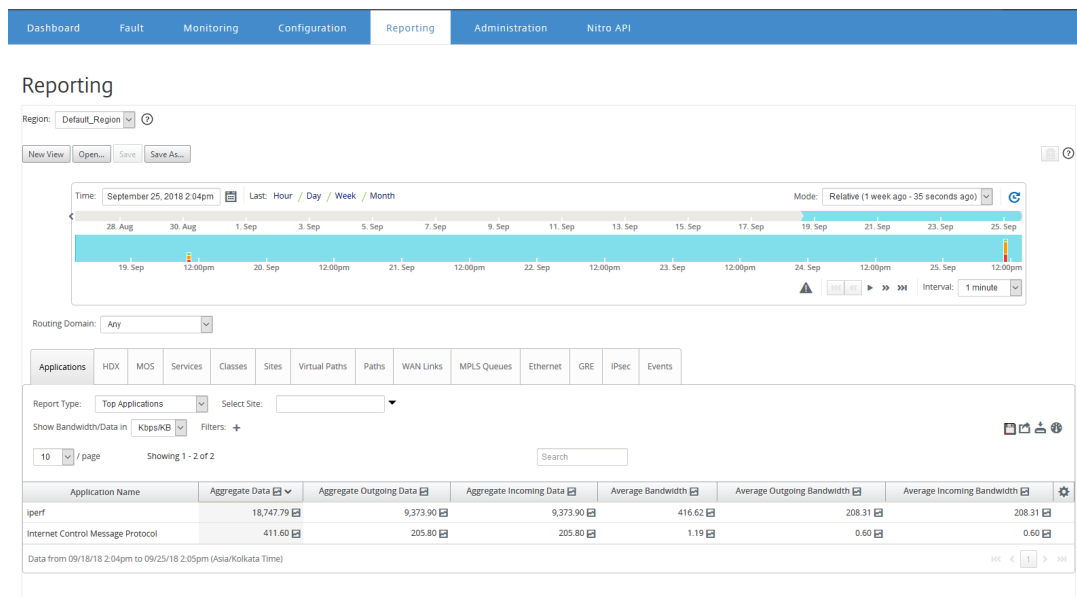 Dashboard Fault Monitoring Configuration Reporting Administration Nitro API
Reporting
Region: Default_Region ?
New View Open... Save Save As... ?
Time: September 25, 2018 2:04pm Last: Hour / Day / Week / Month Mode: Relative (1 week ago - 35 seconds ago)
28. Aug 30. Aug 1. Sep 3. Sep 5. Sep 7. Sep 9. Sep 11. Sep 13. Sep 15. Sep 17. Sep 19. Sep 21. Sep 23. Sep 25. Sep
19. Sep 12:00pm 20. Sep 12:00pm 21. Sep 12:00pm 22. Sep 12:00pm 23. Sep 12:00pm 24. Sep 12:00pm 25. Sep 12:00pm
Interval: 1 minute
Routing Domain: Any
Applications HDX MOS Services Classes Sites Virtual Paths Paths WAN Links MPLS Queues Ethernet GRE IPsec Events
Report Type: Top Applications Select Site:
Show Bandwidth/Data in Kbps/KB Filters: +
10 / page Showing 1 - 2 of 2 Search
Application Name Aggregate Data Aggregate Outgoing Data Aggregate Incoming Data Average Bandwidth Average Outgoing Bandwidth Average Incoming Bandwidth
iperf 18,747.79 9,373.90 9,373.90 416.62 208.31 208.31
Internet Control Message Protocol 411.60 205.80 205.80 1.19 0.60 0.60
Data from 09/18/18 2:04pm to 09/25/18 2:05pm (Asia/Kolkata Time) 1